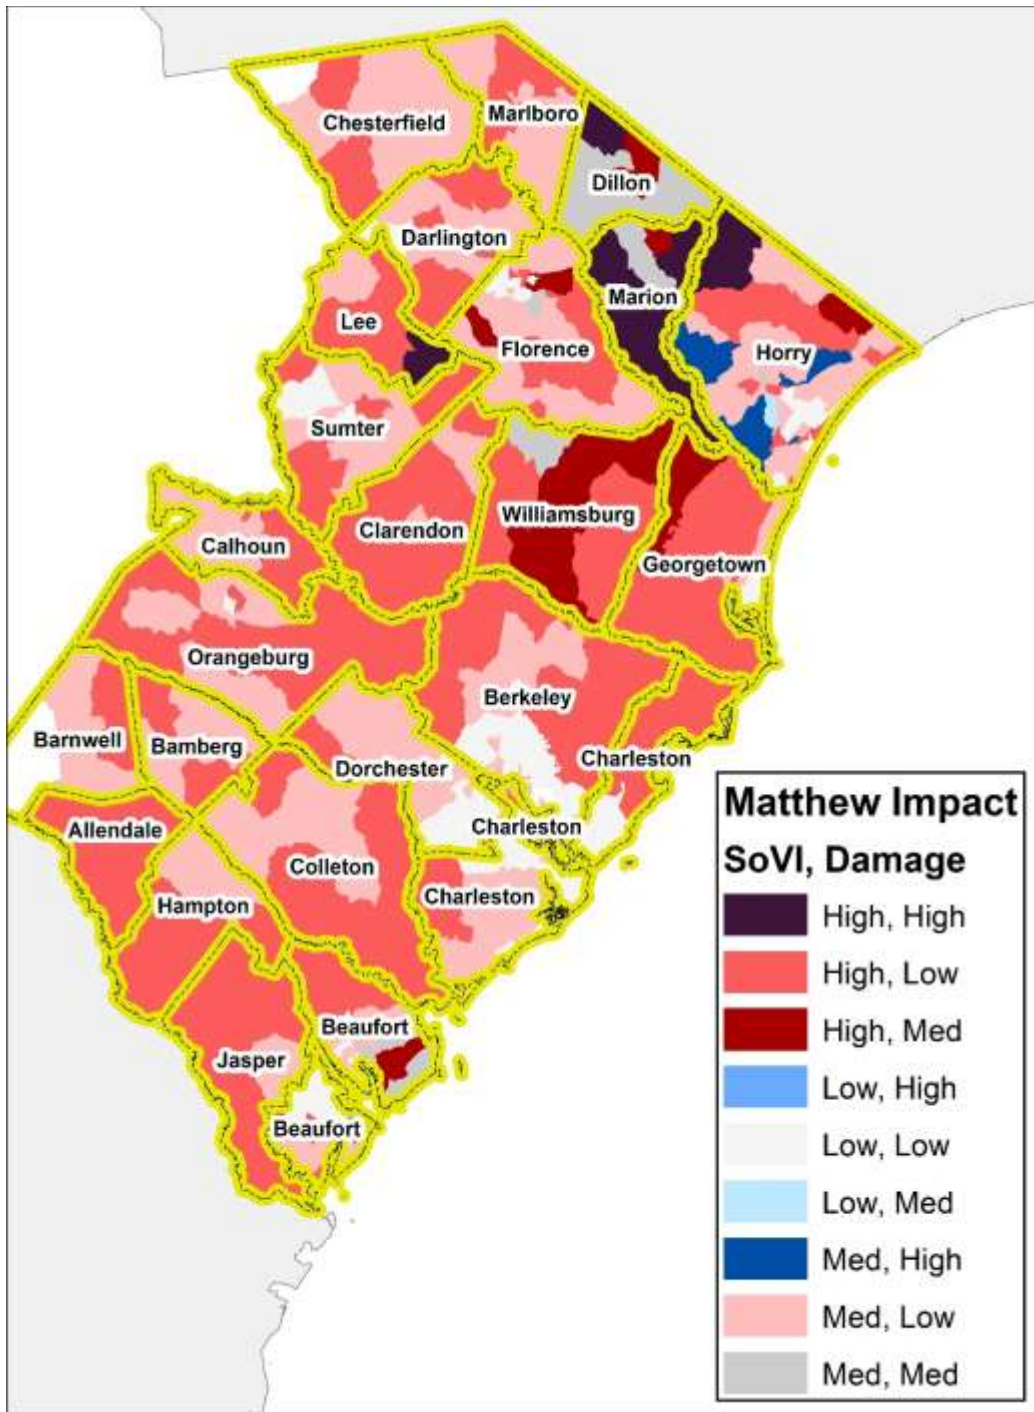 Chesterfield
Marlboro
Dillon
Darlington
Marion
Lee
Florence
Horry
Sumter
Williamsburg
Clarendon
Calhoun
Georgetown
Orangeburg
Berkeley
Barnwell
Bamberg
Dorchester
Charleston
Allendale
Charleston
Colleton
Charleston
Hampton
Beaufort
Jasper
Beaufort
Matthew Impact
SoVI, Damage
High, High
High, Low
High, Med
Low, High
Low, Low
Low, Med
Med, High
Med, Low
Med, Med